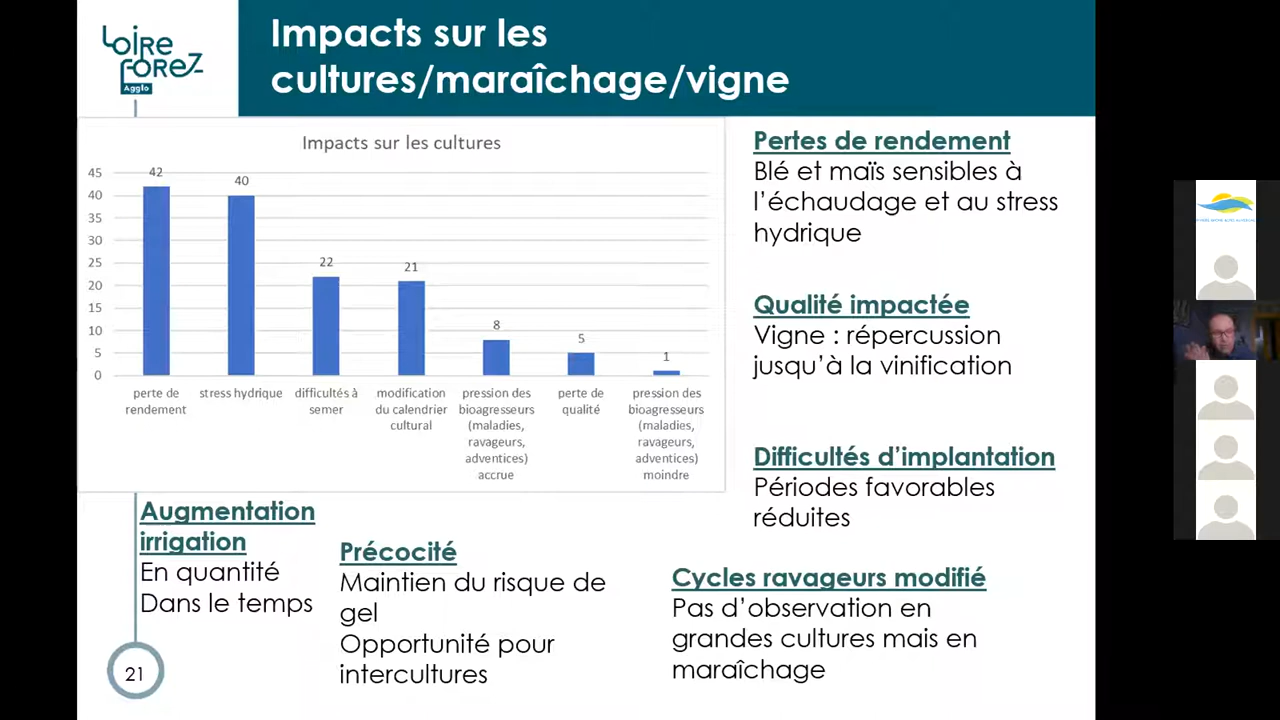 Loire
Forez
Agglo
Impacts sur les
cultures/maraîchage/vigne
Impacts sur les cultures
45
40
35
30
25
20
15
10
5
0
42
40
22
21
8
5
1
perte de
rendement
stress hydrique
difficultés à
semer
modification
du calendrier
cultural
pression des
bioagresseurs
(maladies,
ravageurs,
adventices)
accrue
perte de
qualité
pression des
bioagresseurs
(maladies,
ravageurs,
adventices)
moindre
Pertes de rendement
Blé et maïs sensibles à
l’échaudage et au stress
hydrique
Qualité impactée
Vigne : répercussion
jusqu’à la vinification
Difficultés d’implantation
Périodes favorables
réduites
Augmentation
irrigation
En quantité
Dans le temps
Précocité
Maintien du risque de
gel
Opportunité pour
intercultures
Cycles ravageurs modifié
Pas d’observation en
grandes cultures mais en
maraîchage
21